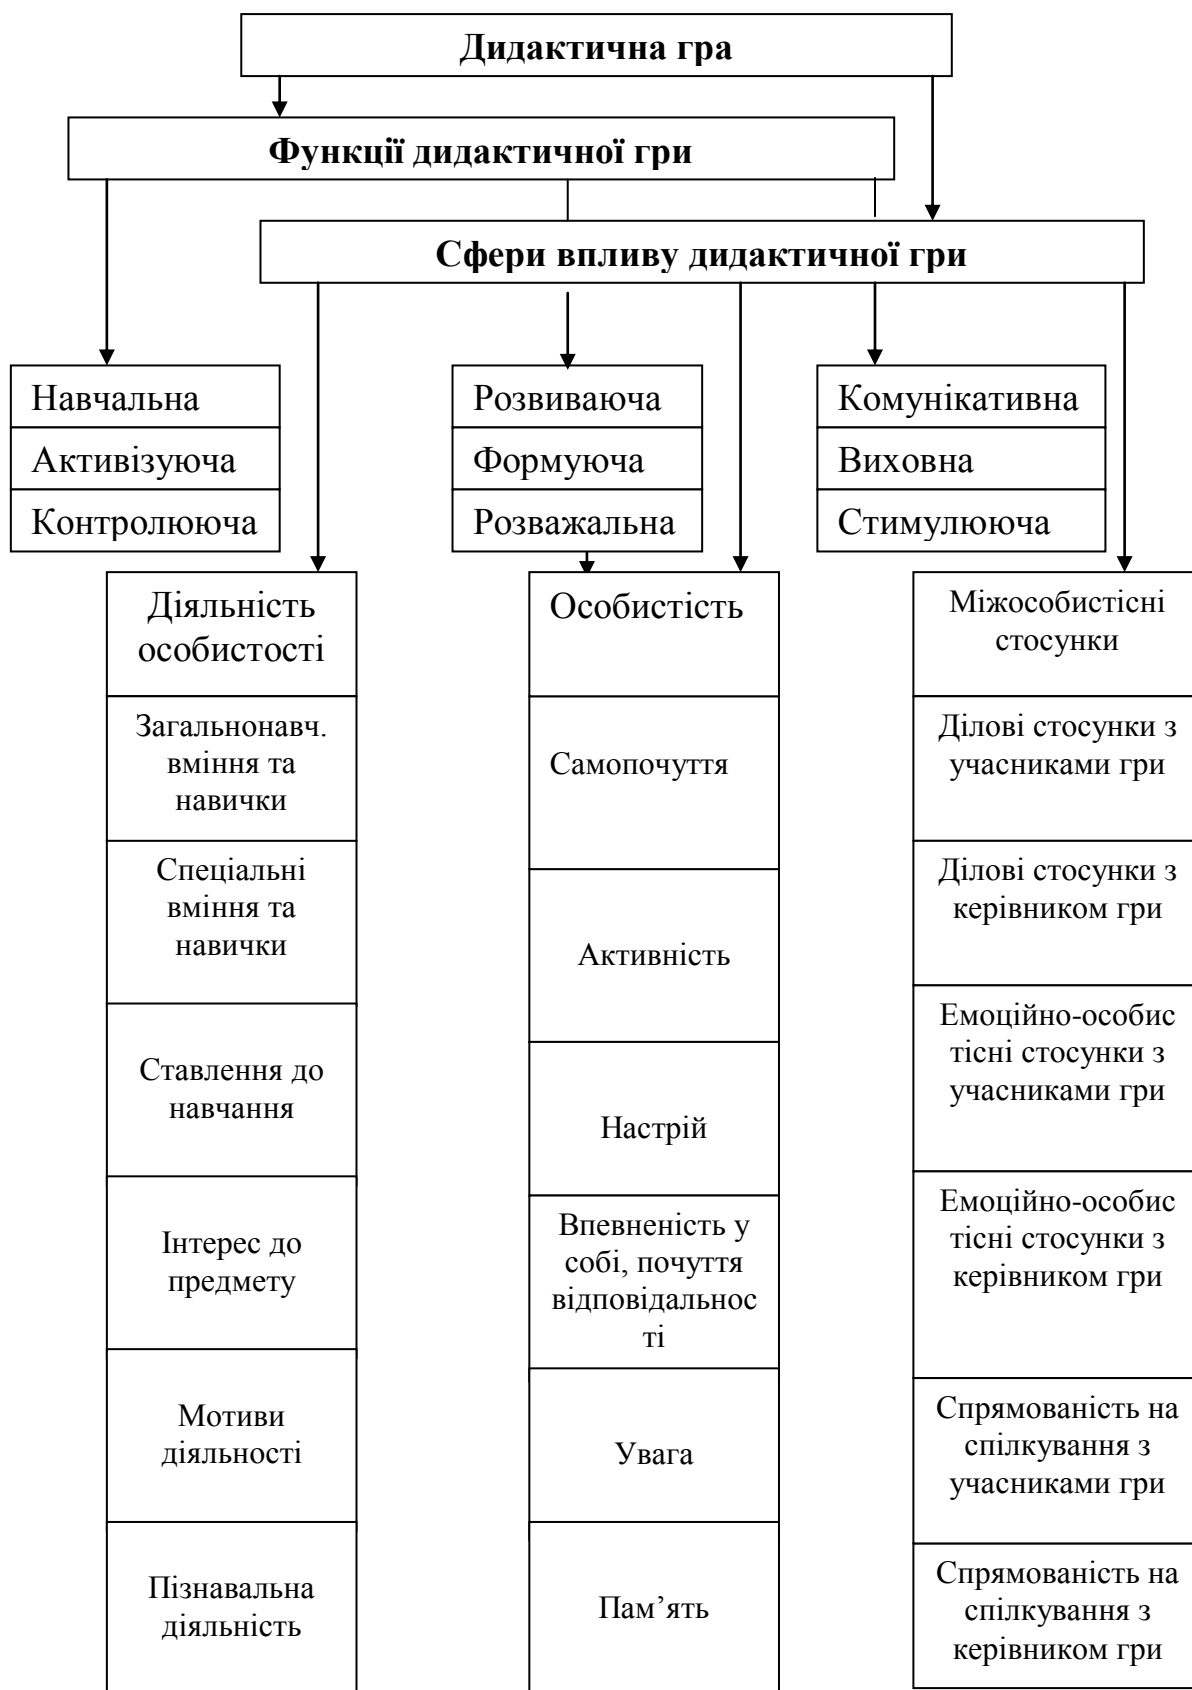 Дидактична гра
Функції дидактичної гри
Сфери впливу дидактичної гри
Навчальна
Активізуюча
Контролююча
Розвиваюча
Формуюча
Розважальна
Комунікативна
Виховна
Стимулююча
Діяльність
особистості
Загальнонавч.
вміння та
навички
Спеціальні
вміння та
навички
Ставлення до
навчання
Інтерес до
предмету
Мотиви
діяльності
Пізнавальна
діяльність
Особистість
Самопочуття
Активність
Настрій
Впевненість у
собі, почуття
відповідальнос
ті
Увага
Пам’ять
Міжособистісні
стосунки
Ділові стосунки з
учасниками гри
Ділові стосунки з
керівником гри
Емоційно-особис
тісні стосунки з
учасниками гри
Емоційно-особис
тісні стосунки з
керівником гри
Спрямованість на
спілкування з
учасниками гри
Спрямованість на
спілкування з
керівником гри